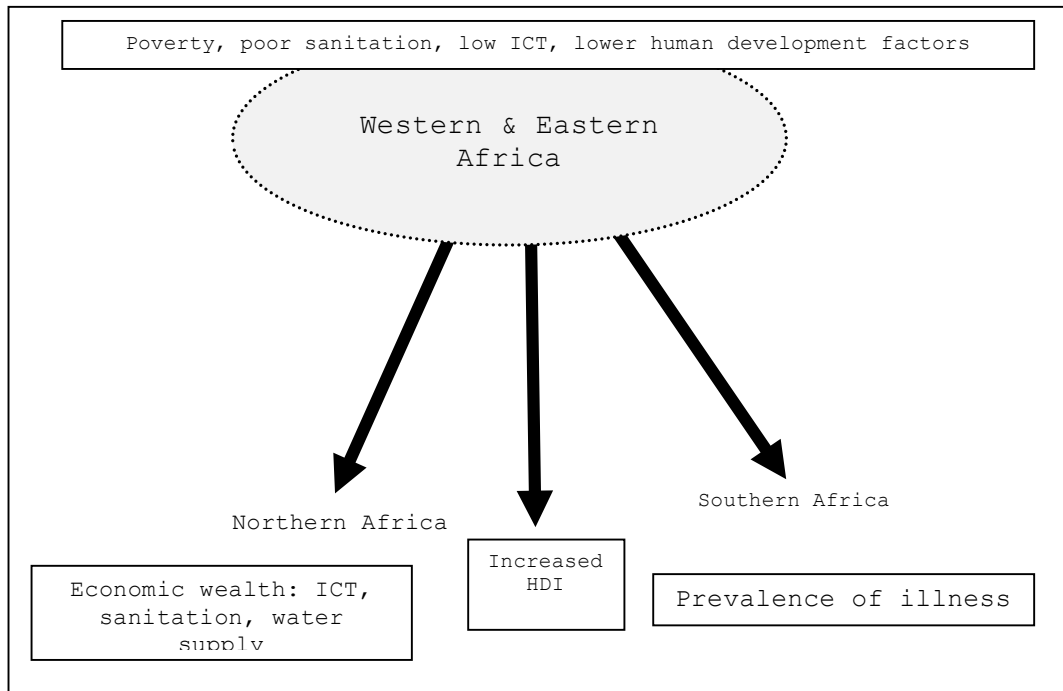 Poverty, poor sanitation, low ICT, lower human development factors
Western & Eastern
Africa
Southern Africa
Northern Africa
Increased
HDI
Economic wealth: ICT,
sanitation, water
supply
Prevalence of illness